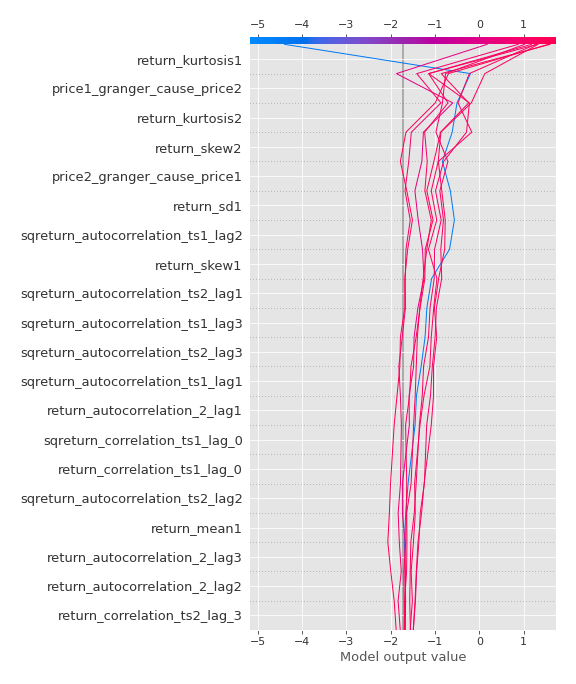 −5 −4 −3 −2 −1 0 1
return_kurtosis1
price1_granger_cause_price2
return_kurtosis2
return_skew2
price2_granger_cause_price1
return_sd1
sqreturn_autocorrelation_ts1_lag2
return_skew1
sqreturn_autocorrelation_ts2_lag1
sqreturn_autocorrelation_ts1_lag3
sqreturn_autocorrelation_ts2_lag3
sqreturn_autocorrelation_ts1_lag1
return_autocorrelation_2_lag1
sqreturn_correlation_ts1_lag_0
return_correlation_ts1_lag_0
sqreturn_autocorrelation_ts2_lag2
return_mean1
return_autocorrelation_2_lag3
return_autocorrelation_2_lag2
return_correlation_ts2_lag_3
−5 −4 −3 −2 −1 0 1
Model output value